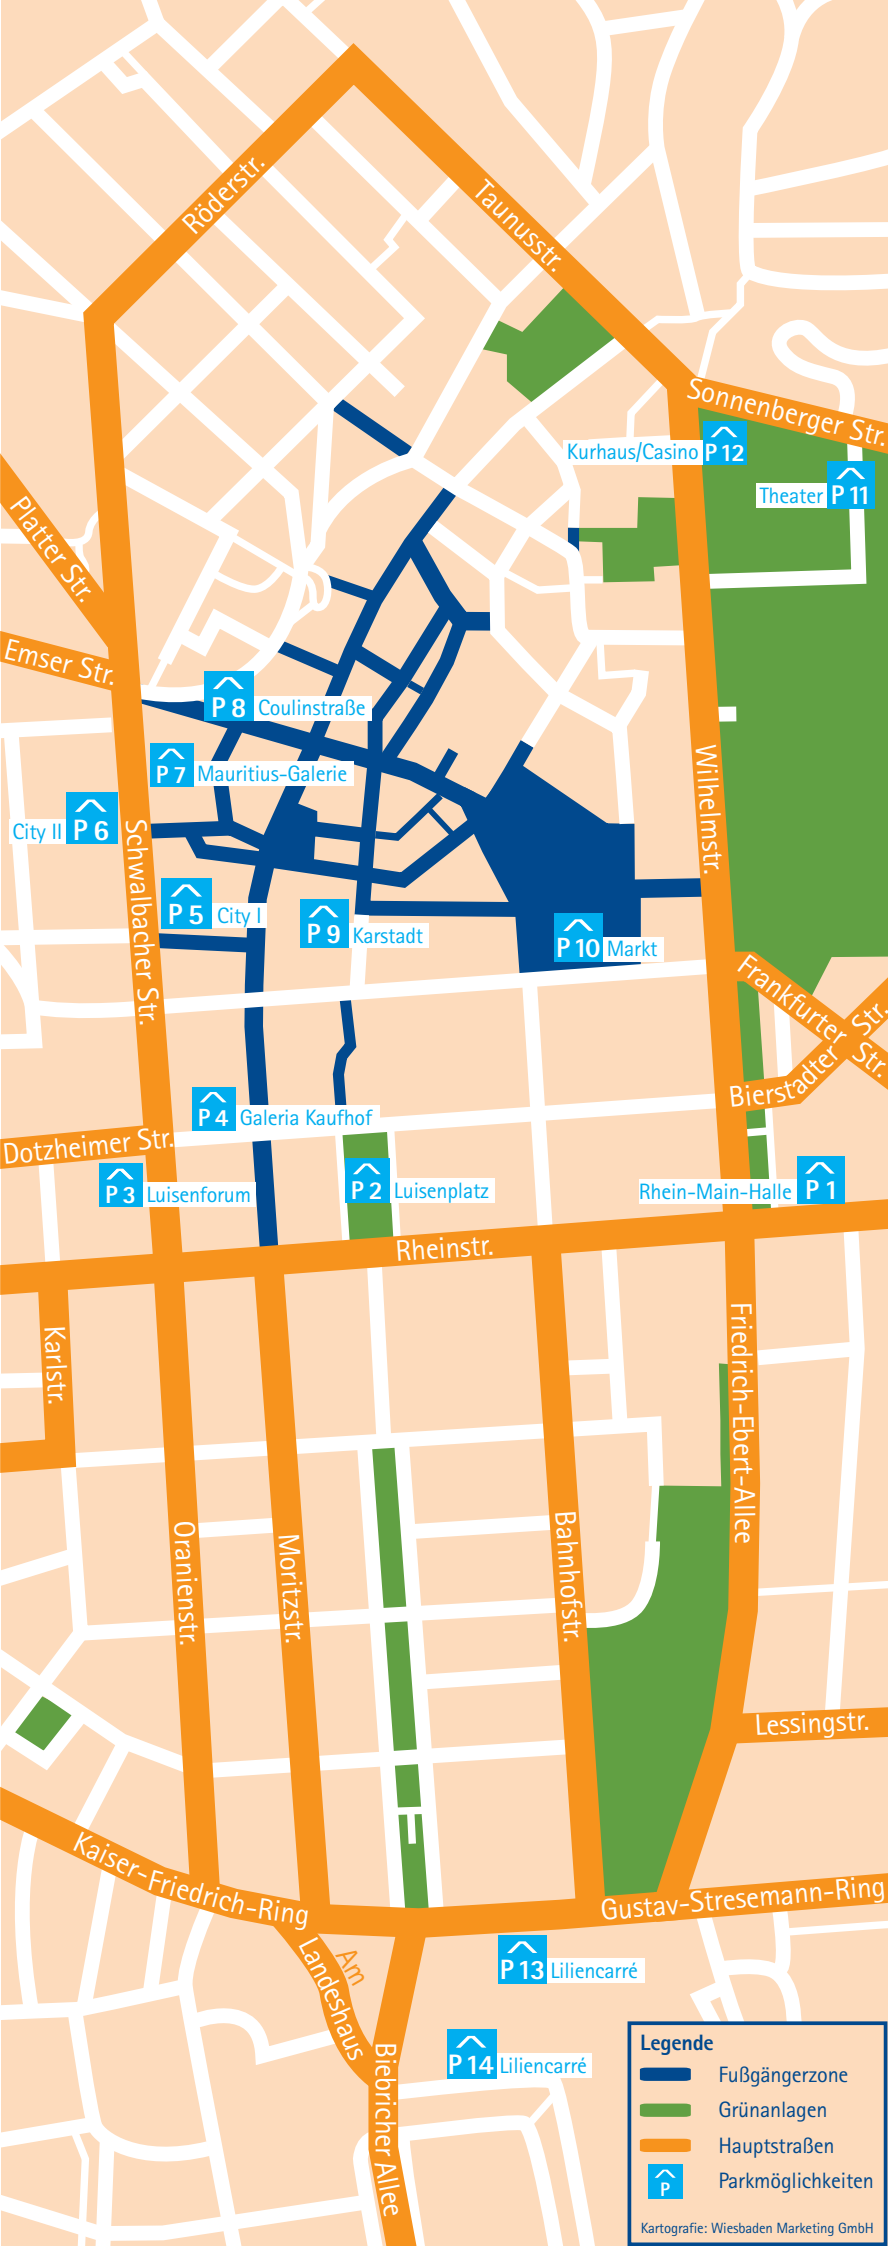 Röderstr.
Taunusstr.
Sonnenberger Str.
Kurhaus/Casino P 12
Theater P 11
Platter Str.
Emser Str.
P 8 Coulinstraße
P 7 Mauritius-Galerie
City II P 6
Wilhelmstr.
Schwalbacher Str.
P 5 City I
P 9 Karstadt
P 10 Markt
Frankfurter Str.
Bierstadter Str.
P 4 Galeria Kaufhof
Dotzheimer Str.
P 3 Luisenforum
P 2 Luisenplatz
Rhein-Main-Halle P 1
Rheinstr.
Karlstr.
Friedrich-Ebert-Allee
Oranienstr.
Moritzstr.
Bahnhofstr.
Lessingstr.
Kaiser-Friedrich-Ring
Gustav-Stresemann-Ring
Am
Landeshaus
P 13 Liliencarré
P 14 Liliencarré
Biebricher Allee
Legende
Fußgängerzone
Grünanlagen
Hauptstraßen
P Parkmöglichkeiten
Kartografie: Wiesbaden Marketing GmbH